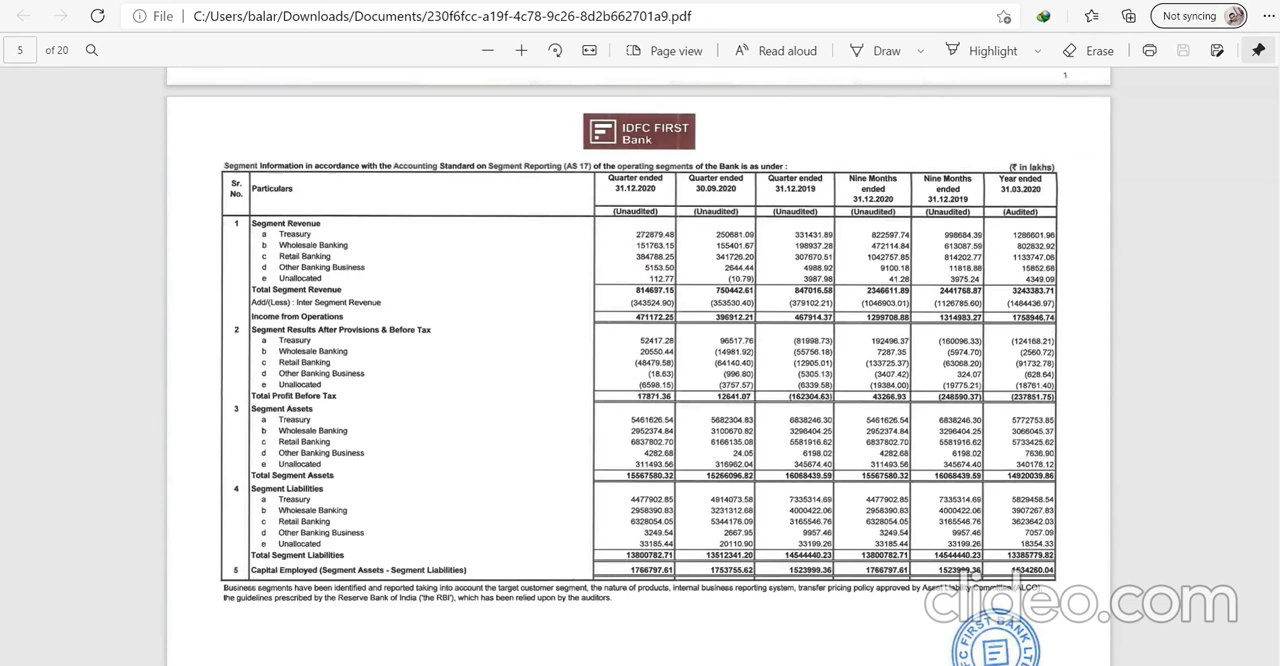 File C:/Users/balar/Downloads/Documents/230f6fcc-a19f-4c78-9c26-8d2b662701a9.pdf Not syncing
5 of 20 Page view Read aloud Draw Highlight Erase
1
IDFC FIRST
Bank
Segment Information in accordance with the Accounting Standard on Segment Reporting (AS 17) of the operating segments of the Bank is as under : (₹ in lakhs)
Sr. No. Particulars Quarter ended 31.12.2020 Quarter ended 30.09.2020 Quarter ended 31.12.2019 Nine Months ended 31.12.2020 Nine Months ended 31.12.2019 Year ended 31.03.2020
(Unaudited) (Unaudited) (Unaudited) (Unaudited) (Unaudited) (Audited)
1 Segment Revenue
a Treasury 272879.48 250681.09 331431.89 822597.74 998684.39 1286601.96
b Wholesale Banking 151763.15 155401.67 198937.28 472114.84 613087.59 802832.92
c Retail Banking 384788.25 341726.20 307670.51 1042757.85 814202.77 1133747.06
d Other Banking Business 5153.50 2644.44 4988.92 9100.18 11818.88 15852.68
e Unallocated 112.77 (10.79) 3987.98 41.28 3975.24 4349.09
Total Segment Revenue 814697.15 750442.61 847016.58 2346611.89 2441768.87 3243383.71
Add/(Less) : Inter Segment Revenue (343524.90) (353530.40) (379102.21) (1046903.01) (1126785.60) (1484436.97)
Income from Operations 471172.25 396912.21 467914.37 1299708.88 1314983.27 1758946.74
2 Segment Results After Provisions & Before Tax
a Treasury 52417.28 96517.76 (81998.73) 192496.37 (160096.33) (124168.21)
b Wholesale Banking 20550.44 (14981.92) (55756.18) 7287.35 (5974.70) (2560.72)
c Retail Banking (48479.58) (64140.40) (12905.01) (133725.37) (63068.20) (91732.78)
d Other Banking Business (18.63) (996.80) (5305.13) (3407.42) 324.07 (628.64)
e Unallocated (6598.15) (3757.57) (6339.58) (19384.00) (19775.21) (18761.40)
Total Profit Before Tax 17871.36 12641.07 (162304.63) 43266.93 (248590.37) (237851.75)
3 Segment Assets
a Treasury 5461626.54 5682304.83 6838246.30 5461626.54 6838246.30 5772753.85
b Wholesale Banking 2952374.84 3100670.82 3296404.25 2952374.84 3296404.25 3066045.37
c Retail Banking 6837802.70 6166135.08 5581916.62 6837802.70 5581916.62 5733425.62
d Other Banking Business 4282.68 24.05 6198.02 4282.68 6198.02 7636.90
e Unallocated 311493.56 316962.04 345674.40 311493.56 345674.40 340178.12
Total Segment Assets 15567580.32 15266096.82 16068439.59 15567580.32 16068439.59 14920039.86
4 Segment Liabilities
a Treasury 4477902.85 4914073.58 7335314.69 4477902.85 7335314.69 5829458.54
b Wholesale Banking 2958390.83 3231312.68 4000422.06 2958390.83 4000422.06 3907267.83
c Retail Banking 6328054.05 5344176.09 3165546.76 6328054.05 3165546.76 3623642.03
d Other Banking Business 3249.54 2667.95 9957.46 3249.54 9957.46 7057.09
e Unallocated 33185.44 20110.90 33199.26 33185.44 33199.26 18354.33
Total Segment Liabilities 13800782.71 13512341.20 14544440.23 13800782.71 14544440.23 13385779.82
5 Capital Employed (Segment Assets - Segment Liabilities) 1766797.61 1753755.62 1523999.36 1766797.61 1523999.36 1534260.04
Business segments have been identified and reported taking into account the target customer segment, the nature of products, internal business reporting system, transfer pricing policy approved by Asset Liability Committee (ALCO),
the guidelines prescribed by the Reserve Bank of India ('the RBI'), which has been relied upon by the auditors.
clideo.com
FIRST BANK LTD